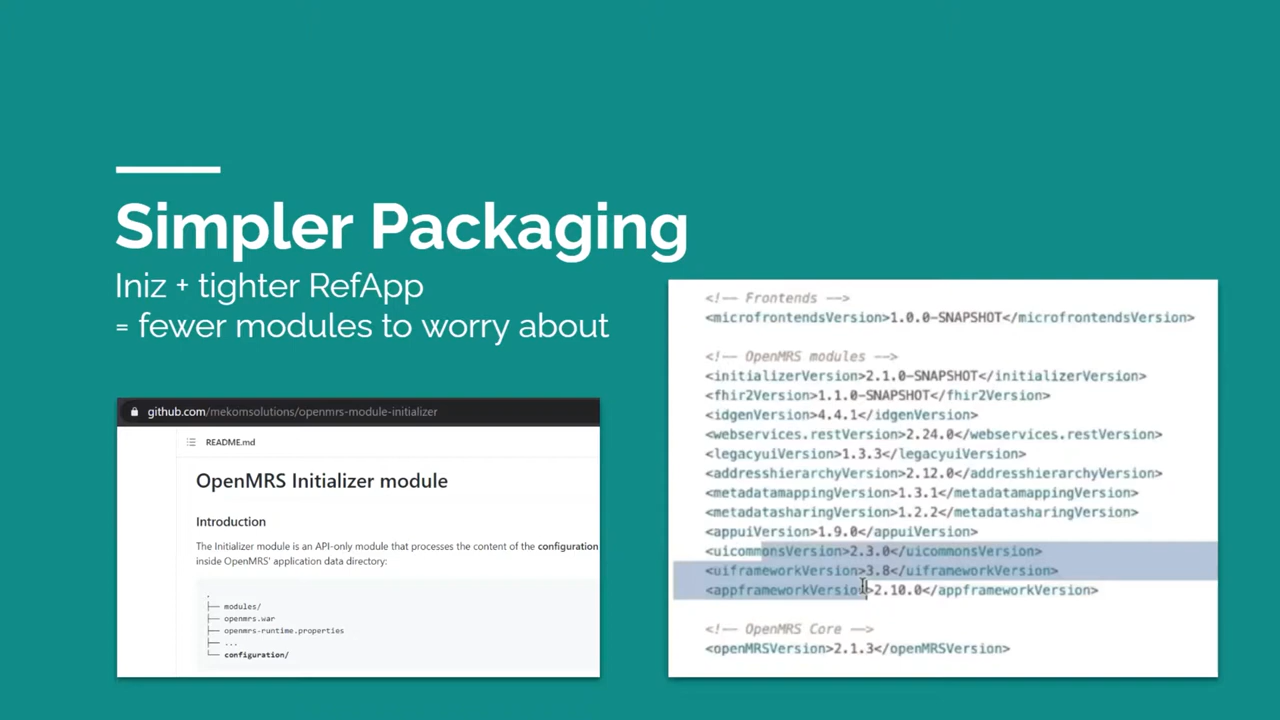 Simpler Packaging
Iniz + tighter RefApp
= fewer modules to worry about
github.com/mekomsolutions/openmrs-module-initializer
README.md
OpenMRS Initializer module
Introduction
The Initializer module is an API-only module that processes the content of the configuration
inside OpenMRS' application data directory:
.
├── modules/
├── openmrs.war
├── openmrs-runtime.properties
├── ...
└── configuration/
<!-- Frontends -->
<microfrontendsVersion>1.0.0-SNAPSHOT</microfrontendsVersion>
<!-- OpenMRS modules -->
<initializerVersion>2.1.0-SNAPSHOT</initializerVersion>
<fhir2Version>1.1.0-SNAPSHOT</fhir2Version>
<idgenVersion>4.4.1</idgenVersion>
<webservices.restVersion>2.24.0</webservices.restVersion>
<legacyuiVersion>1.3.3</legacyuiVersion>
<addresshierarchyVersion>2.12.0</addresshierarchyVersion>
<metadatamappingVersion>1.3.1</metadatamappingVersion>
<metadatasharingVersion>1.2.2</metadatasharingVersion>
<appuiVersion>1.9.0</appuiVersion>
<uicommonsVersion>2.3.0</uicommonsVersion>
<uiframeworkVersion>3.8</uiframeworkVersion>
<appframeworkVersion>2.10.0</appframeworkVersion>
<!-- OpenMRS Core -->
<openMRSVersion>2.1.3</openMRSVersion>